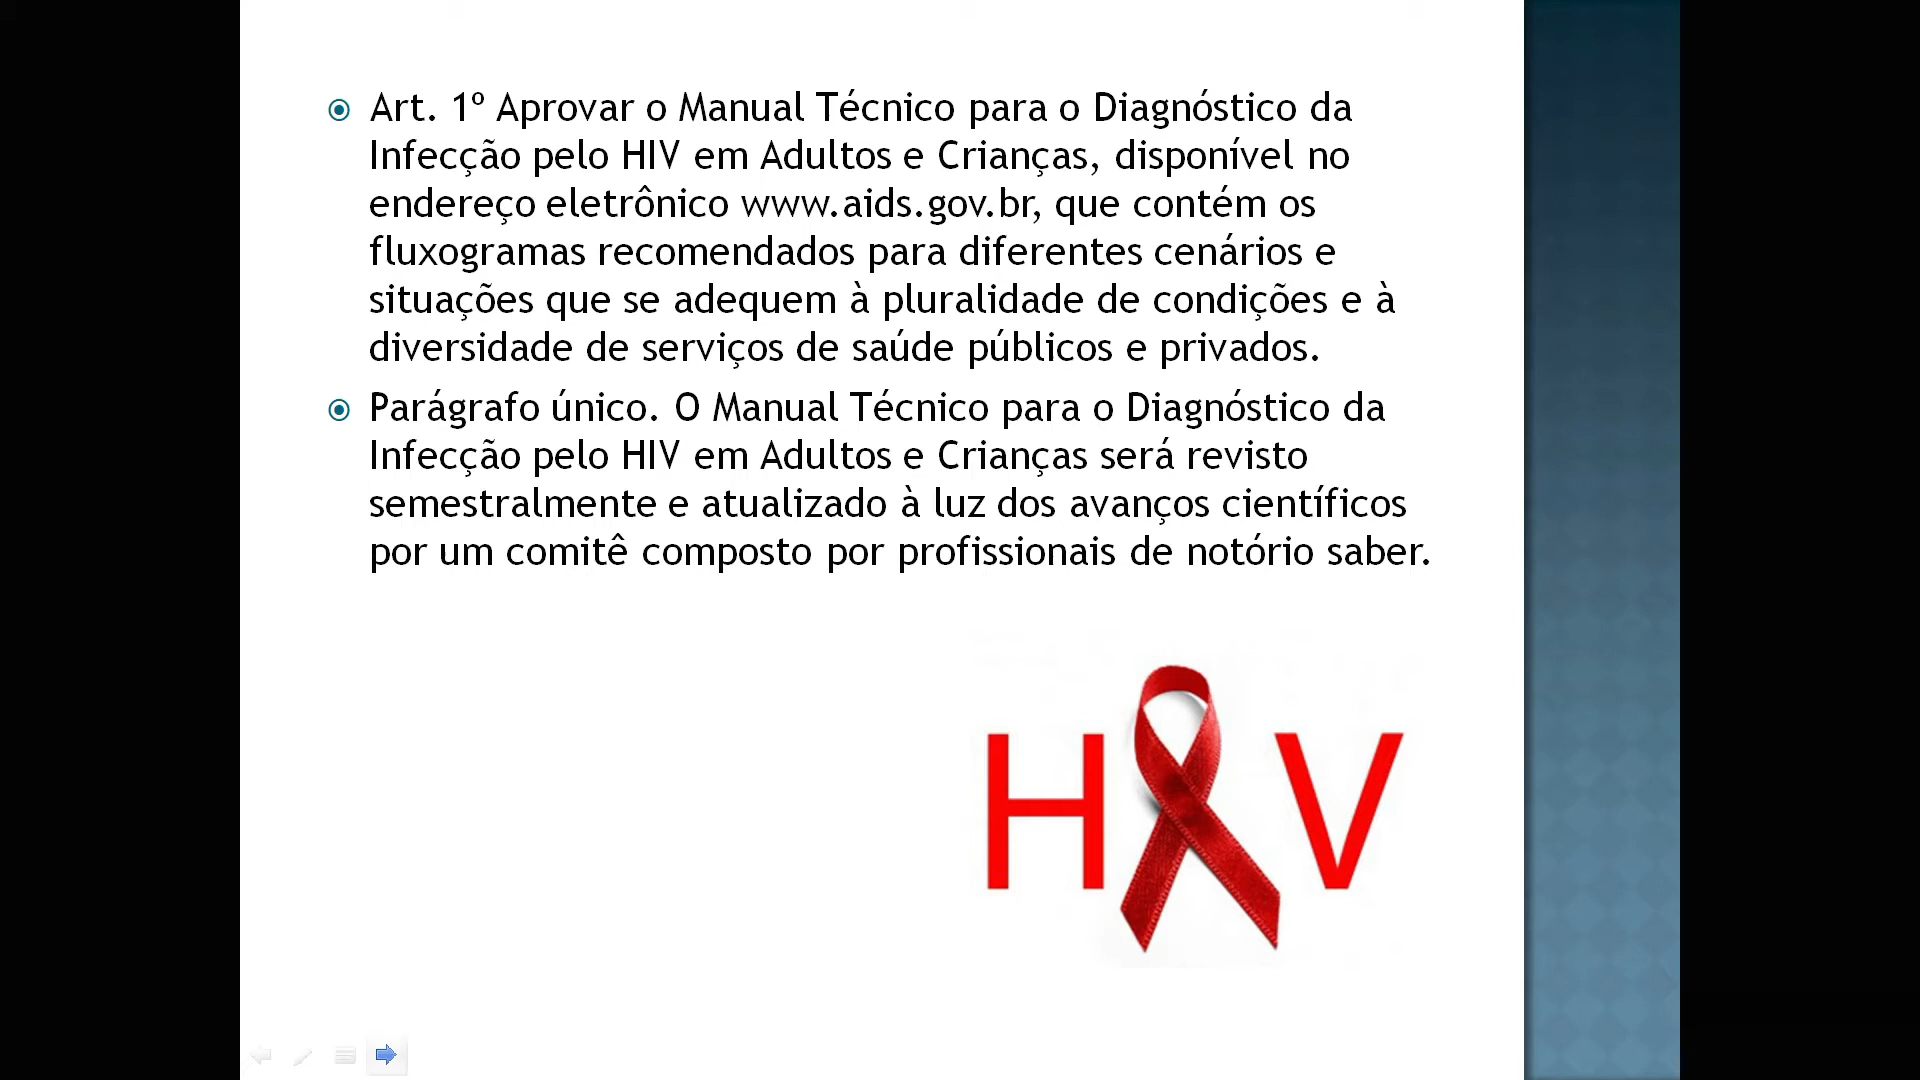 Art. 1º Aprovar o Manual Técnico para o Diagnóstico da
Infecção pelo HIV em Adultos e Crianças, disponível no
endereço eletrônico www.aids.gov.br, que contém os
fluxogramas recomendados para diferentes cenários e
situações que se adequem à pluralidade de condições e à
diversidade de serviços de saúde públicos e privados.
Parágrafo único. O Manual Técnico para o Diagnóstico da
Infecção pelo HIV em Adultos e Crianças será revisto
semestralmente e atualizado à luz dos avanços científicos
por um comitê composto por profissionais de notório saber.
H V